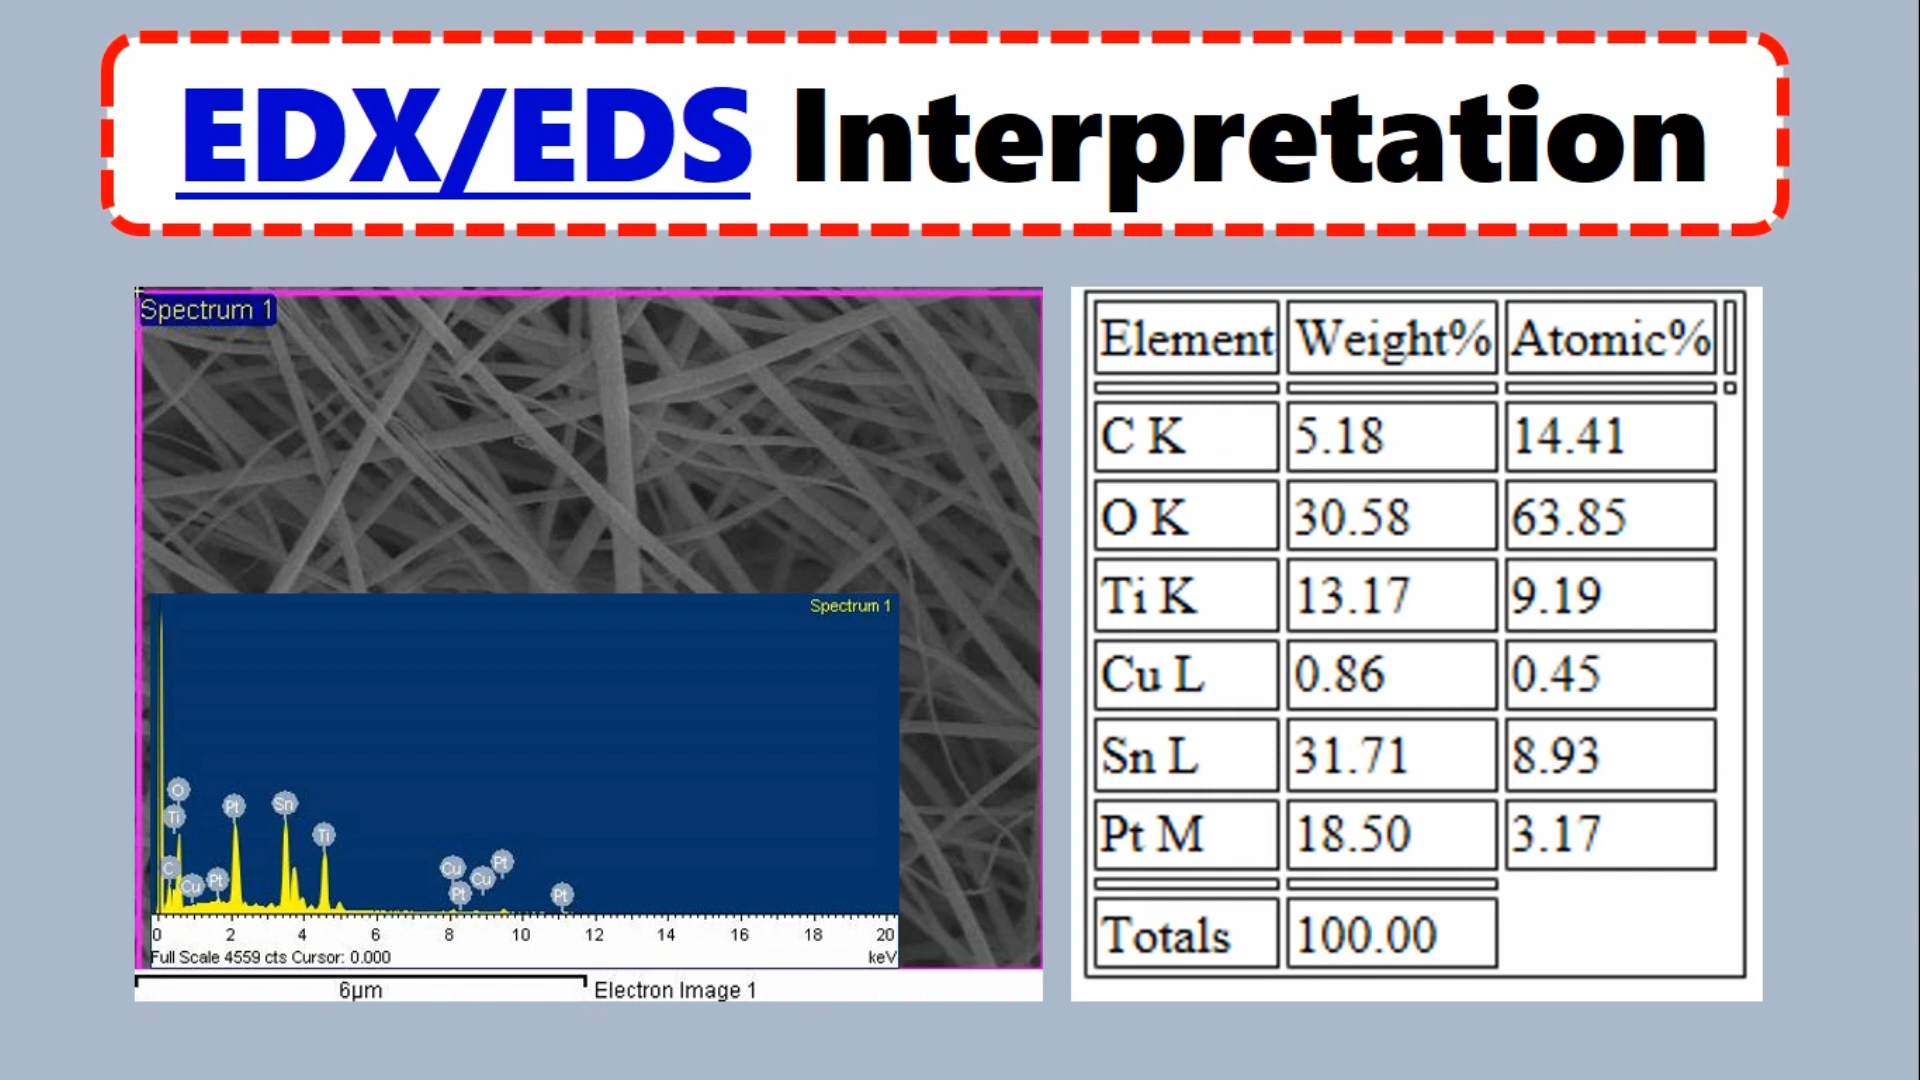 EDX/EDS Interpretation
Spectrum 1
Spectrum 1
O
Ti
Pt
Sn
Ti
C
Cu
Pt
Cu
Pt
Cu
Pt
Pt
0 2 4 6 8 10 12 14 16 18 20
Full Scale 4559 cts Cursor: 0.000 keV
6µm Electron Image 1
Element Weight% Atomic%
C K 5.18 14.41
O K 30.58 63.85
Ti K 13.17 9.19
Cu L 0.86 0.45
Sn L 31.71 8.93
Pt M 18.50 3.17
Totals 100.00